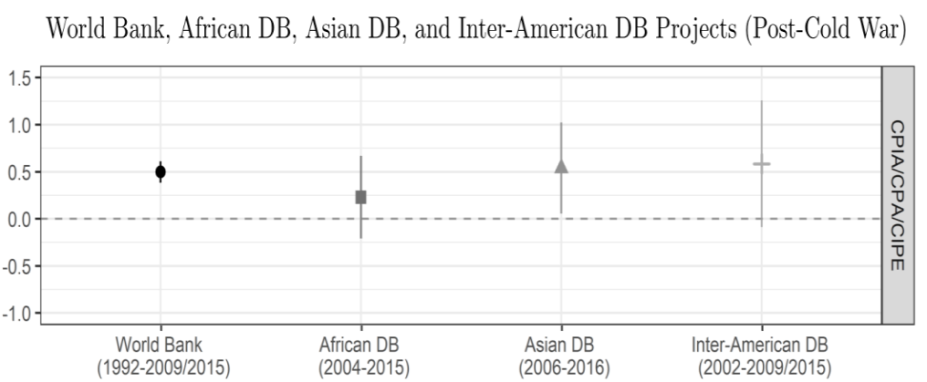 World Bank, African DB, Asian DB, and Inter-American DB Projects (Post-Cold War)
1.5
1.0
0.5
0.0
-0.5
-1.0
CPIA/CPA/CIPE
World Bank
(1992-2009/2015)
African DB
(2004-2015)
Asian DB
(2006-2016)
Inter-American DB
(2002-2009/2015)